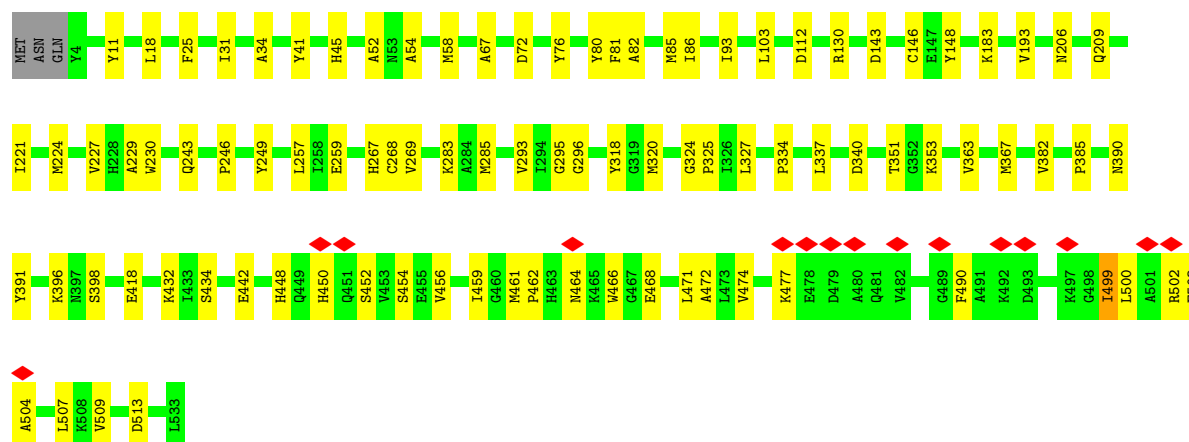 MET ASN GLN Y4 Y11 L18 F25 I31 A34 Y41 H45 A52 N53 A54 M58 A67 D72 Y76 Y80 F81 A82 M85 I86 I93 L103 D112 R130 D143 C146 E147 Y148 K183 V193 N206 Q209
I221 M224 V227 H228 A229 W230 Q243 P246 Y249 L257 I258 E259 H267 C268 V269 K283 A284 M285 V293 I294 G295 G296 Y318 G319 M320 G324 P325 I326 L327 P334 L337 D340 T351 G352 K353 V363 M367 V382 P385 N390
Y391 K396 N397 S398 E418 K432 I433 S434 E442 H448 Q449 H450 Q451 S452 V453 S454 E455 V456 I459 G460 M461 P462 H463 N464 K465 W466 G467 E468 L471 A472 L473 V474 K477 E478 D479 A480 Q481 V482 G489 F490 A491 K492 D493 K497 G498 I499 L500 A501 R502
A504 L507 K508 V509 D513 L533